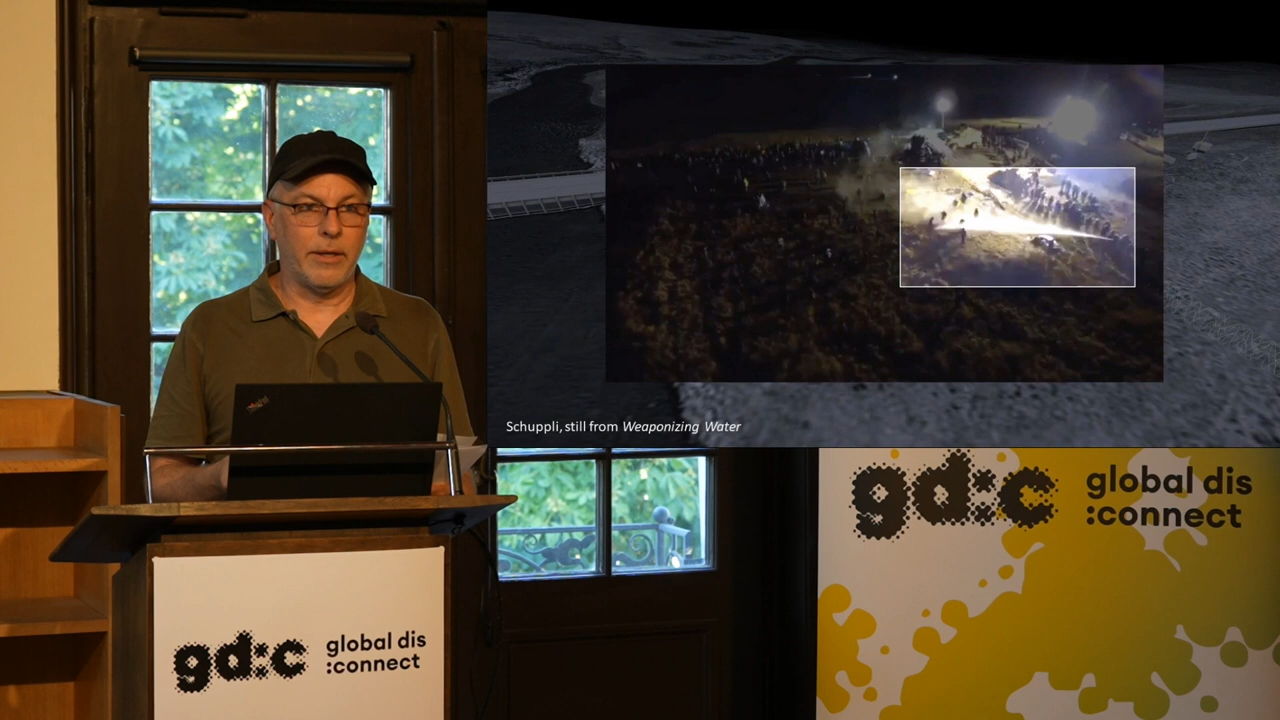 Schuppli, still from Weaponizing Water
gd:c
global dis
:connect
gd:c
global dis
:connect